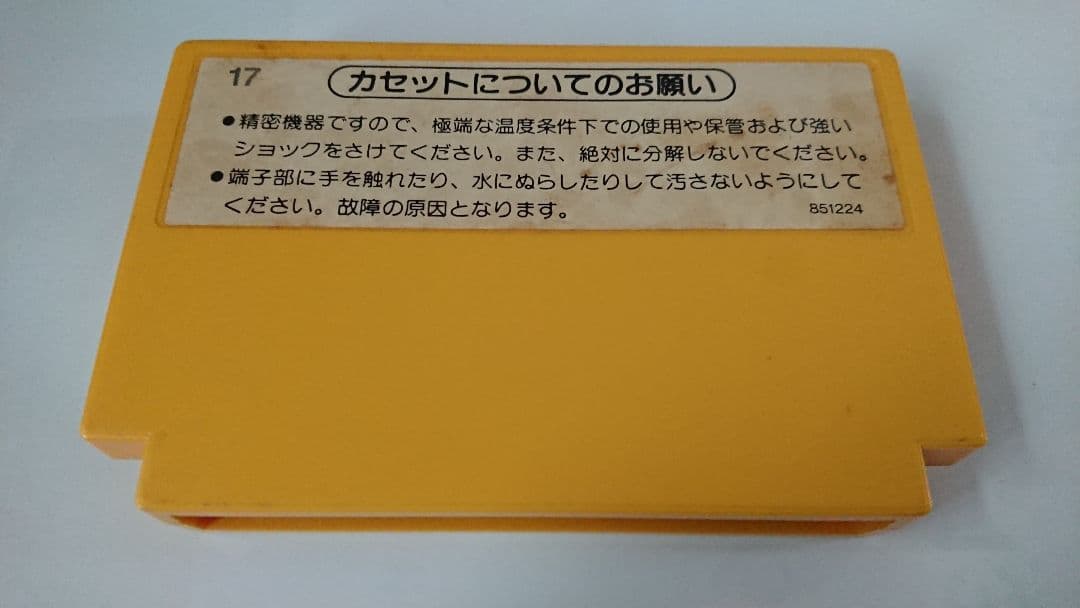 17
カセットについてのお願い
●精密機器ですので、極端な温度条件下での使用や保管および強い
ショックをさけてください。また、絶対に分解しないでください。
●端子部に手を触れたり、水にぬらしたりして汚さないようにして
ください。故障の原因となります。
851224